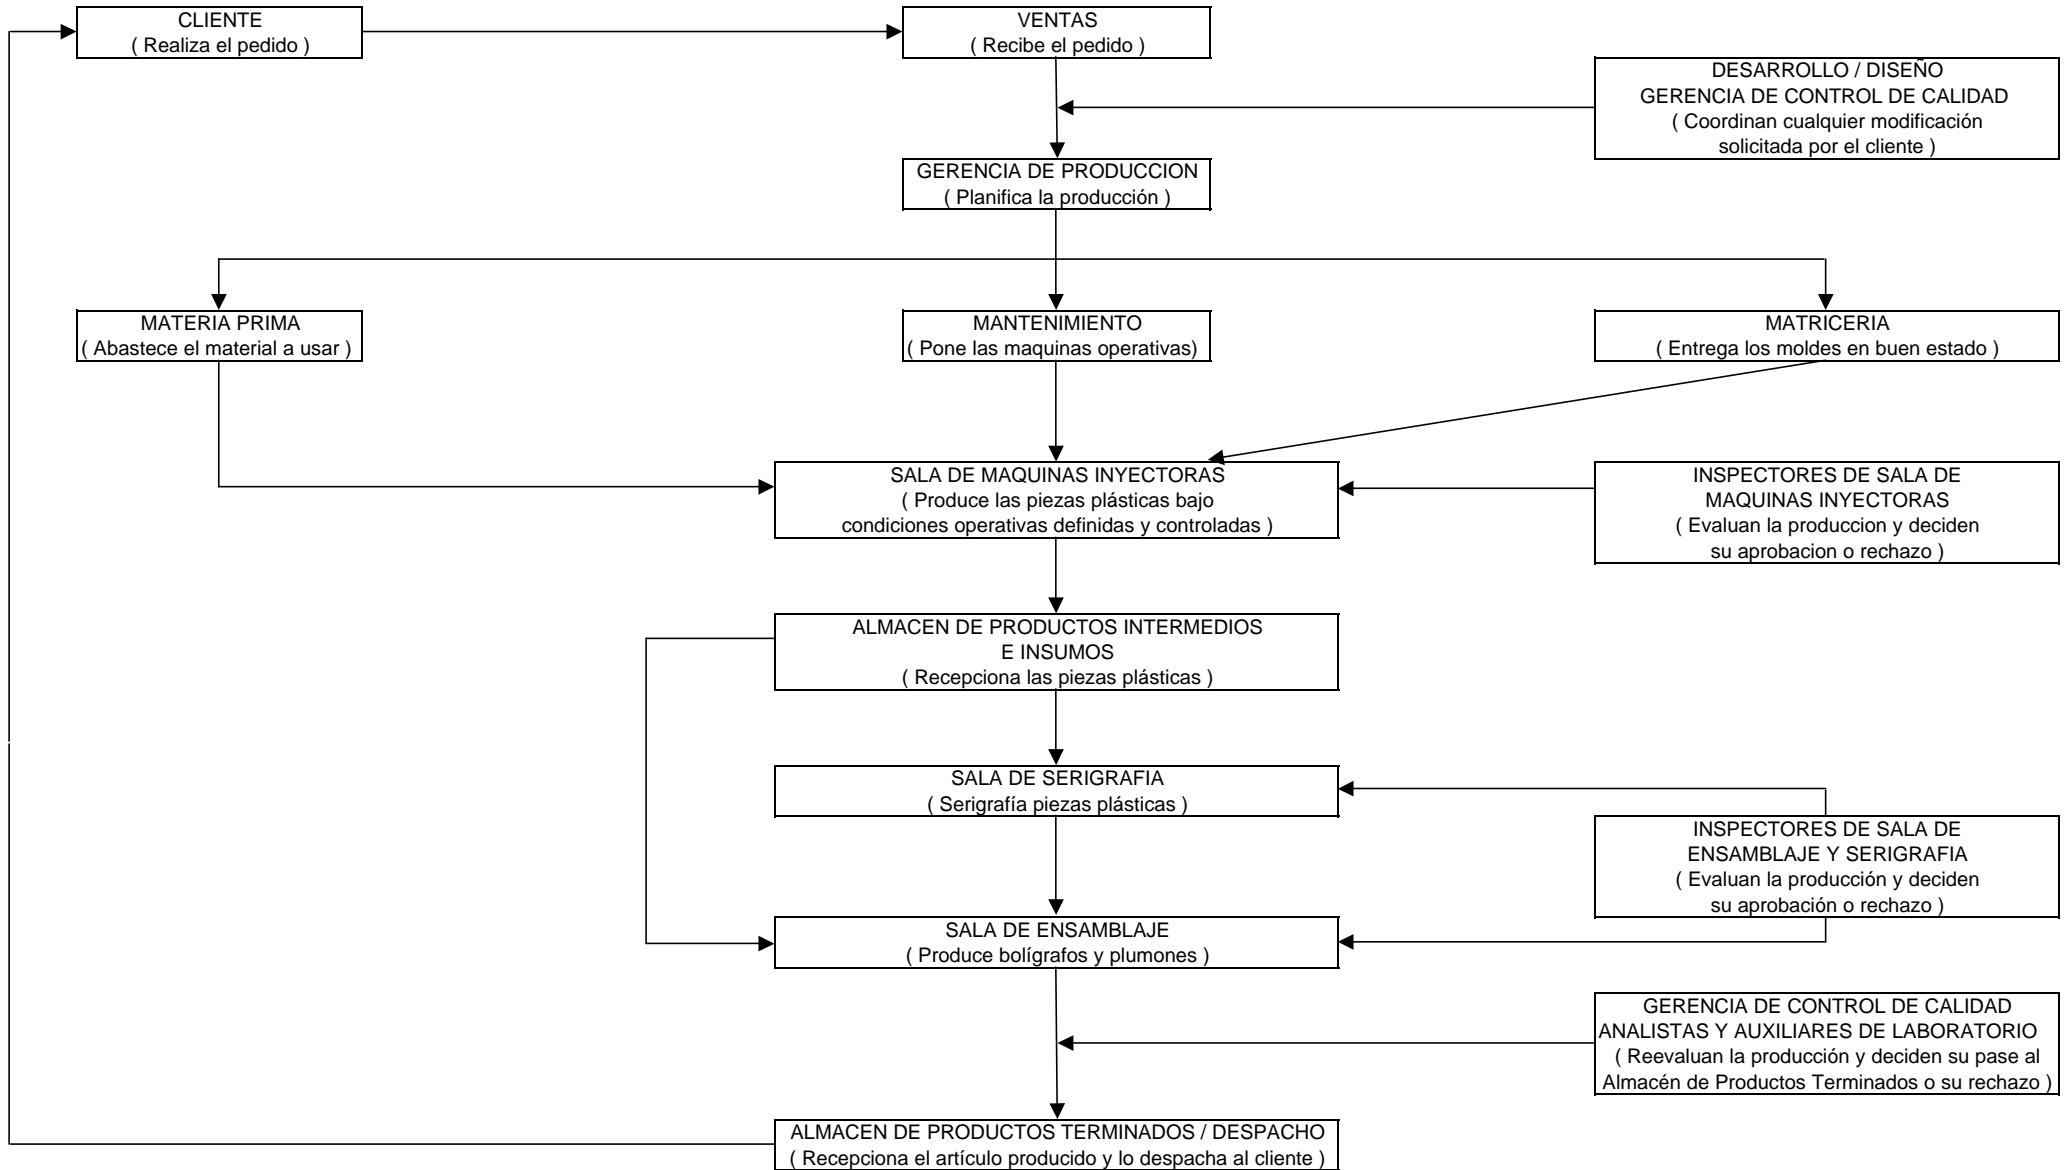 CLIENTE
( Realiza el pedido )
VENTAS
( Recibe el pedido )
DESARROLLO / DISEÑO
GERENCIA DE CONTROL DE CALIDAD
( Coordinan cualquier modificación
solicitada por el cliente )
GERENCIA DE PRODUCCION
( Planifica la producción )
MATERIA PRIMA
( Abastece el material a usar )
MANTENIMIENTO
( Pone las maquinas operativas)
MATRICERIA
( Entrega los moldes en buen estado )
SALA DE MAQUINAS INYECTORAS
( Produce las piezas plásticas bajo
condiciones operativas definidas y controladas )
INSPECTORES DE SALA DE
MAQUINAS INYECTORAS
( Evaluan la produccion y deciden
su aprobacion o rechazo )
ALMACEN DE PRODUCTOS INTERMEDIOS
E INSUMOS
( Recepciona las piezas plásticas )
SALA DE SERIGRAFIA
( Serigrafía piezas plásticas )
INSPECTORES DE SALA DE
ENSAMBLAJE Y SERIGRAFIA
( Evaluan la producción y deciden
su aprobación o rechazo )
SALA DE ENSAMBLAJE
( Produce bolígrafos y plumones )
GERENCIA DE CONTROL DE CALIDAD
ANALISTAS Y AUXILIARES DE LABORATORIO
( Reevaluan la producción y deciden su pase al
Almacén de Productos Terminados o su rechazo )
ALMACEN DE PRODUCTOS TERMINADOS / DESPACHO
( Recepciona el artículo producido y lo despacha al cliente )